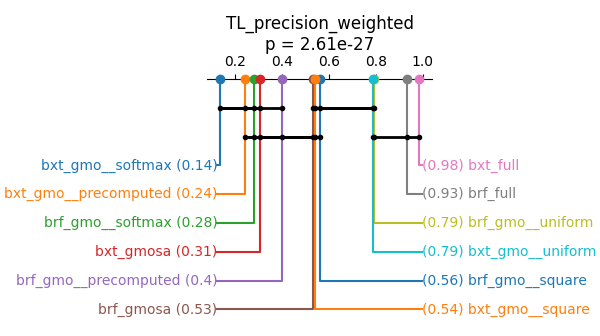 TL_precision_weighted
p = 2.61e-27
0.2 0.4 0.6 0.8 1.0
bxt_gmo__softmax (0.14) (0.98) bxt_full
bxt_gmo__precomputed (0.24) (0.93) brf_full
brf_gmo__softmax (0.28) (0.79) brf_gmo__uniform
bxt_gmosa (0.31) (0.79) bxt_gmo__uniform
brf_gmo__precomputed (0.4) (0.56) brf_gmo__square
brf_gmosa (0.53) (0.54) bxt_gmo__square